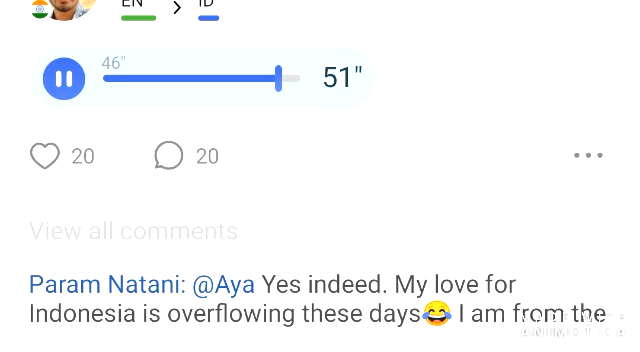 EN > ID
46"
51"
20 20
View all comments
Param Natani: @Aya Yes indeed. My love for
Indonesia is overflowing these days😂 I am from the